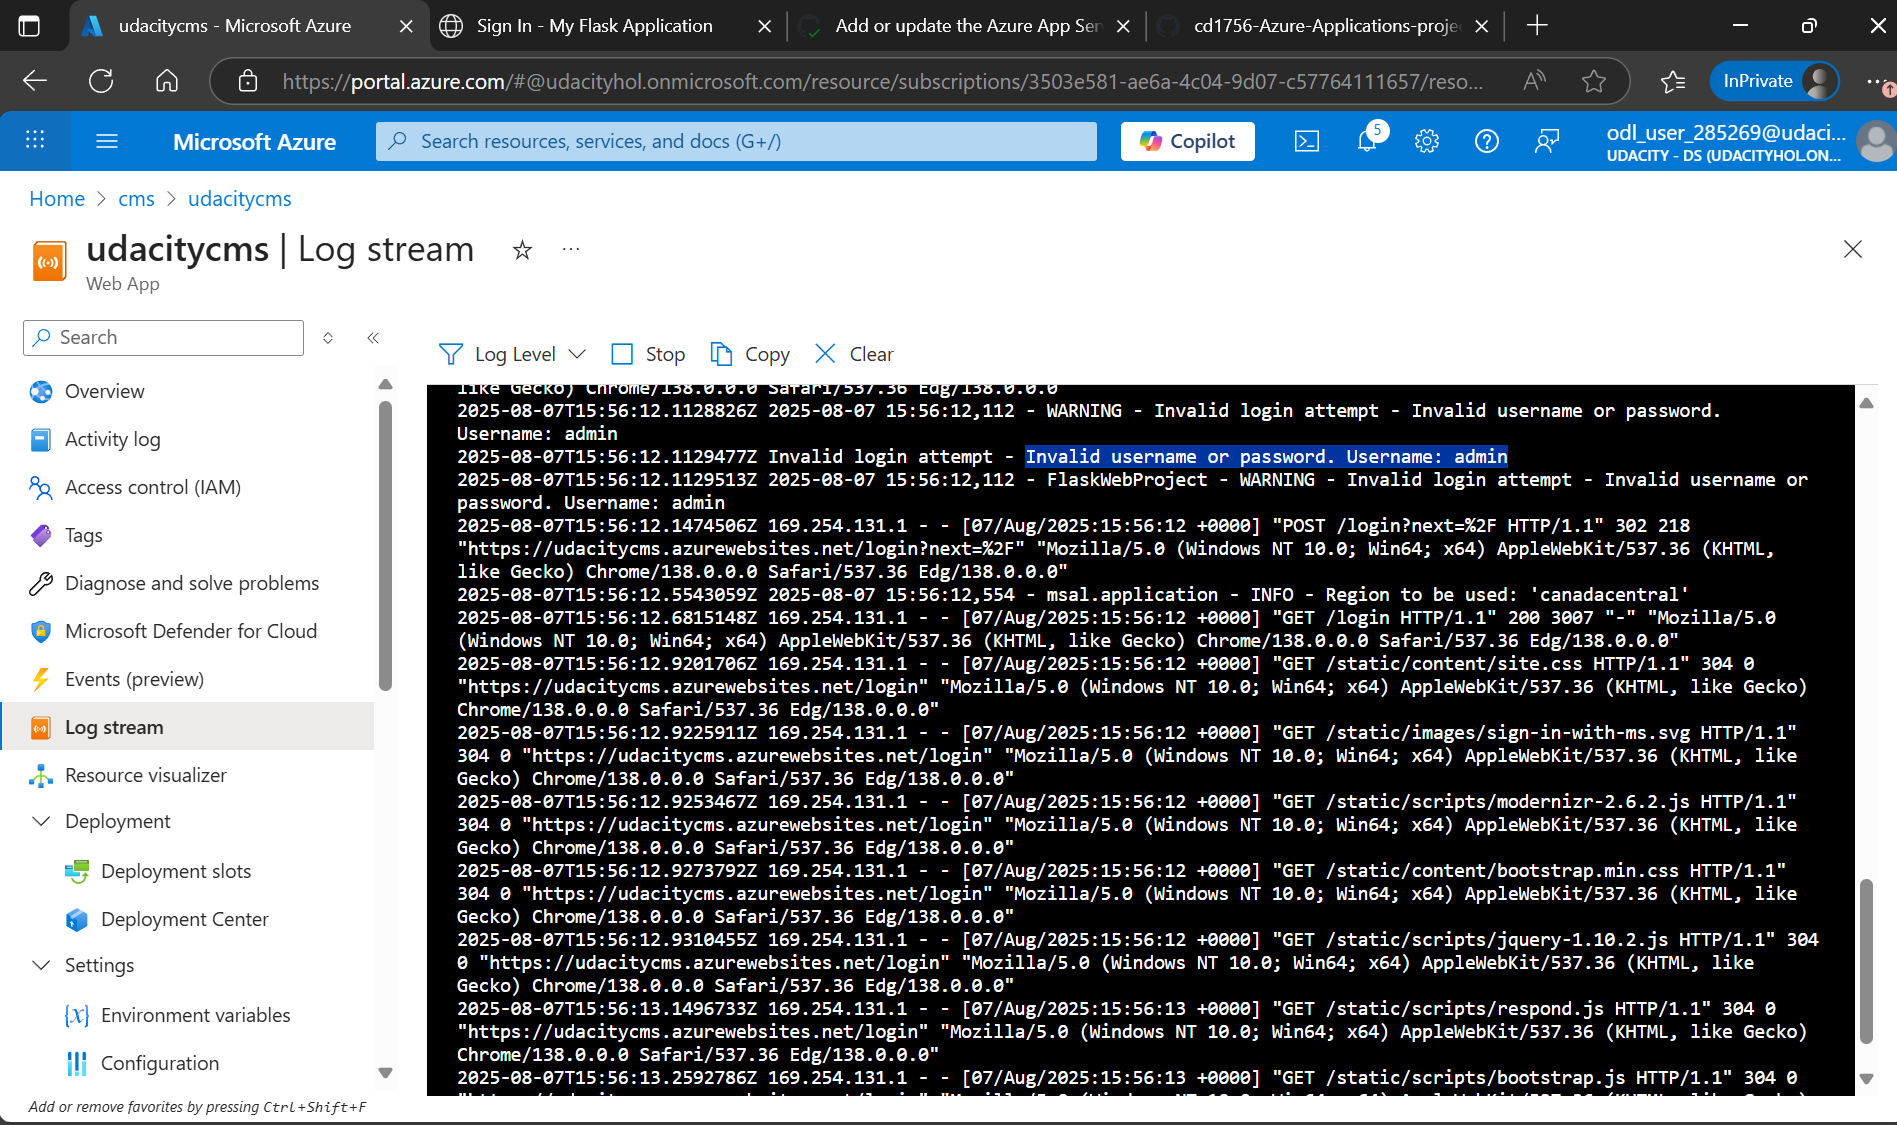 udacitycms - Microsoft Azure
Sign In - My Flask Application
Add or update the Azure App Ser
cd1756-Azure-Applications-proje
https://portal.azure.com/#@udacityhol.onmicrosoft.com/resource/subscriptions/3503e581-ae6a-4c04-9d07-c57764111657/reso...
InPrivate
Microsoft Azure
Search resources, services, and docs (G+/)
Copilot
5
odl_user_285269@udaci...
UDACITY - DS (UDACITYHOL.ON...
Home > cms > udacitycms
udacitycms | Log stream
Web App
Search
Overview
Activity log
Access control (IAM)
Tags
Diagnose and solve problems
Microsoft Defender for Cloud
Events (preview)
Log stream
Resource visualizer
Deployment
Deployment slots
Deployment Center
Settings
Environment variables
Configuration
Add or remove favorites by pressing Ctrl+Shift+F
Log Level
Stop
Copy
Clear
like Gecko) Chrome/138.0.0.0 Safari/537.36 Edg/138.0.0.0"
2025-08-07T15:56:12.1128826Z 2025-08-07 15:56:12,112 - WARNING - Invalid login attempt - Invalid username or password.
Username: admin
2025-08-07T15:56:12.1129477Z Invalid login attempt - Invalid username or password. Username: admin
2025-08-07T15:56:12.1129513Z 2025-08-07 15:56:12,112 - FlaskWebProject - WARNING - Invalid login attempt - Invalid username or
password. Username: admin
2025-08-07T15:56:12.1474506Z 169.254.131.1 - - [07/Aug/2025:15:56:12 +0000] "POST /login?next=%2F HTTP/1.1" 302 218
"https://udacitycms.azurewebsites.net/login?next=%2F" "Mozilla/5.0 (Windows NT 10.0; Win64; x64) AppleWebKit/537.36 (KHTML,
like Gecko) Chrome/138.0.0.0 Safari/537.36 Edg/138.0.0.0"
2025-08-07T15:56:12.5543059Z 2025-08-07 15:56:12,554 - msal.application - INFO - Region to be used: 'canadacentral'
2025-08-07T15:56:12.6815148Z 169.254.131.1 - - [07/Aug/2025:15:56:12 +0000] "GET /login HTTP/1.1" 200 3007 "-" "Mozilla/5.0
(Windows NT 10.0; Win64; x64) AppleWebKit/537.36 (KHTML, like Gecko) Chrome/138.0.0.0 Safari/537.36 Edg/138.0.0.0"
2025-08-07T15:56:12.9201706Z 169.254.131.1 - - [07/Aug/2025:15:56:12 +0000] "GET /static/content/site.css HTTP/1.1" 304 0
"https://udacitycms.azurewebsites.net/login" "Mozilla/5.0 (Windows NT 10.0; Win64; x64) AppleWebKit/537.36 (KHTML, like Gecko)
Chrome/138.0.0.0 Safari/537.36 Edg/138.0.0.0"
2025-08-07T15:56:12.9225911Z 169.254.131.1 - - [07/Aug/2025:15:56:12 +0000] "GET /static/images/sign-in-with-ms.svg HTTP/1.1"
304 0 "https://udacitycms.azurewebsites.net/login" "Mozilla/5.0 (Windows NT 10.0; Win64; x64) AppleWebKit/537.36 (KHTML, like
Gecko) Chrome/138.0.0.0 Safari/537.36 Edg/138.0.0.0"
2025-08-07T15:56:12.9253467Z 169.254.131.1 - - [07/Aug/2025:15:56:12 +0000] "GET /static/scripts/modernizr-2.6.2.js HTTP/1.1"
304 0 "https://udacitycms.azurewebsites.net/login" "Mozilla/5.0 (Windows NT 10.0; Win64; x64) AppleWebKit/537.36 (KHTML, like
Gecko) Chrome/138.0.0.0 Safari/537.36 Edg/138.0.0.0"
2025-08-07T15:56:12.9273792Z 169.254.131.1 - - [07/Aug/2025:15:56:12 +0000] "GET /static/content/bootstrap.min.css HTTP/1.1"
304 0 "https://udacitycms.azurewebsites.net/login" "Mozilla/5.0 (Windows NT 10.0; Win64; x64) AppleWebKit/537.36 (KHTML, like
Gecko) Chrome/138.0.0.0 Safari/537.36 Edg/138.0.0.0"
2025-08-07T15:56:12.9310455Z 169.254.131.1 - - [07/Aug/2025:15:56:12 +0000] "GET /static/scripts/jquery-1.10.2.js HTTP/1.1" 304
0 "https://udacitycms.azurewebsites.net/login" "Mozilla/5.0 (Windows NT 10.0; Win64; x64) AppleWebKit/537.36 (KHTML, like
Gecko) Chrome/138.0.0.0 Safari/537.36 Edg/138.0.0.0"
2025-08-07T15:56:13.1496733Z 169.254.131.1 - - [07/Aug/2025:15:56:13 +0000] "GET /static/scripts/respond.js HTTP/1.1" 304 0
"https://udacitycms.azurewebsites.net/login" "Mozilla/5.0 (Windows NT 10.0; Win64; x64) AppleWebKit/537.36 (KHTML, like Gecko)
Chrome/138.0.0.0 Safari/537.36 Edg/138.0.0.0"
2025-08-07T15:56:13.2592786Z 169.254.131.1 - - [07/Aug/2025:15:56:13 +0000] "GET /static/scripts/bootstrap.js HTTP/1.1" 304 0